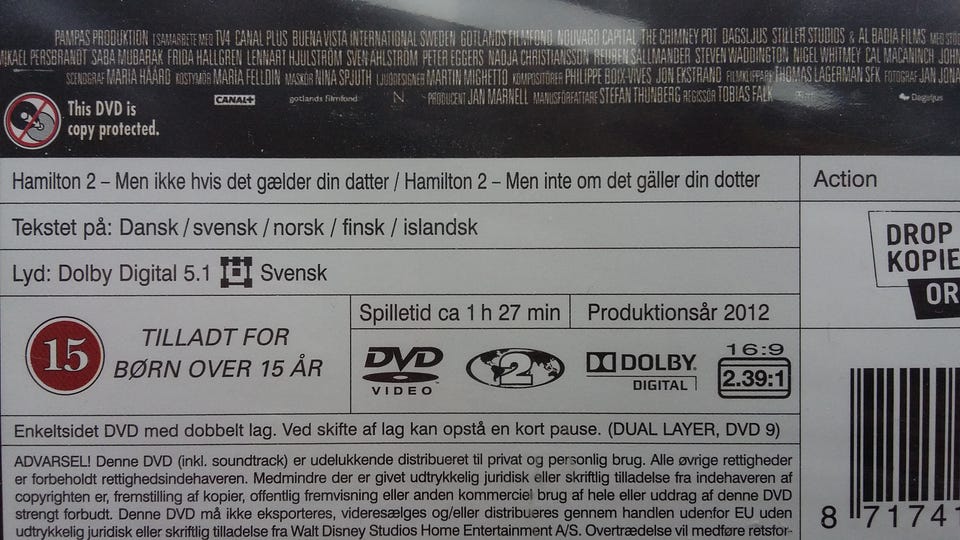 PAMPAS PRODUKTION I SAMARBETE MED TV4 CANAL PLUS BUENA VISTA INTERNATIONAL SWEDEN GOTLANDS FILMFOND NOUVAGO CAPITAL THE CHIMNEY POT DAGSLJUS STILLER STUDIOS & AL BADIA FILMS MED
MIKAEL PERSBRANDT SABA MUBARAK FRIDA HALLGREN LENNART HJULSTRÖM SVEN AHLSTRÖM PETER EGGERS NADJA CHRISTIANSSON REUBEN SALLMANDER STEVEN WADDINGTON NIGEL WHITMEY CAL MACANINCH JOHN
SCENOGRAF MARIA HÅÅRD KOSTYMÖR MARIA FELLDIN MASKÖR NINA SPJUTH LJUDDESIGNER MARTIN MIGHETTO KOMPOSITÖRER PHILIPPE BOIX-VIVES JON EKSTRAND FILMKLIPPARE THOMAS LAGERMAN SFK FOTOGRAF JAN
CANAL+ gotlands filmfond N PRODUCENT JAN MARNELL MANUSFÖRFATTARE STEFAN THUNBERG REGISSÖR TOBIAS FALK Dagsljus
This DVD is
copy protected.
Hamilton 2 – Men ikke hvis det gælder din datter / Hamilton 2 – Men inte om det gäller din dotter
Action
Tekstet på: Dansk / svensk / norsk / finsk / islandsk
DROP
KOPIE
OR
Lyd: Dolby Digital 5.1 Svensk
Spilletid ca 1 h 27 min
Produktionsår 2012
15
TILLADT FOR
BØRN OVER 15 ÅR
DVD
VIDEO
2
DOLBY
DIGITAL
16:9
2.39:1
Enkeltsidet DVD med dobbelt lag. Ved skifte af lag kan opstå en kort pause. (DUAL LAYER, DVD 9)
ADVARSEL! Denne DVD (inkl. soundtrack) er udelukkende distribueret til privat og personlig brug. Alle øvrige rettigheder
er forbeholdt rettighedsindehaveren. Medmindre der er givet udtrykkelig juridisk eller skriftlig tilladelse fra indehaveren af
copyrighten er, fremstilling af kopier, offentlig fremvisning eller anden kommerciel brug af hele eller uddrag af denne DVD
strengt forbudt. Denne DVD må ikke eksporteres, videresælges og/eller distribueres gennem handlen udenfor EU uden
udtrykkelig juridisk eller skriftlig tilladelse fra Walt Disney Studios Home Entertainment A/S. Overtrædelse vil medføre retsfor-
8 71741